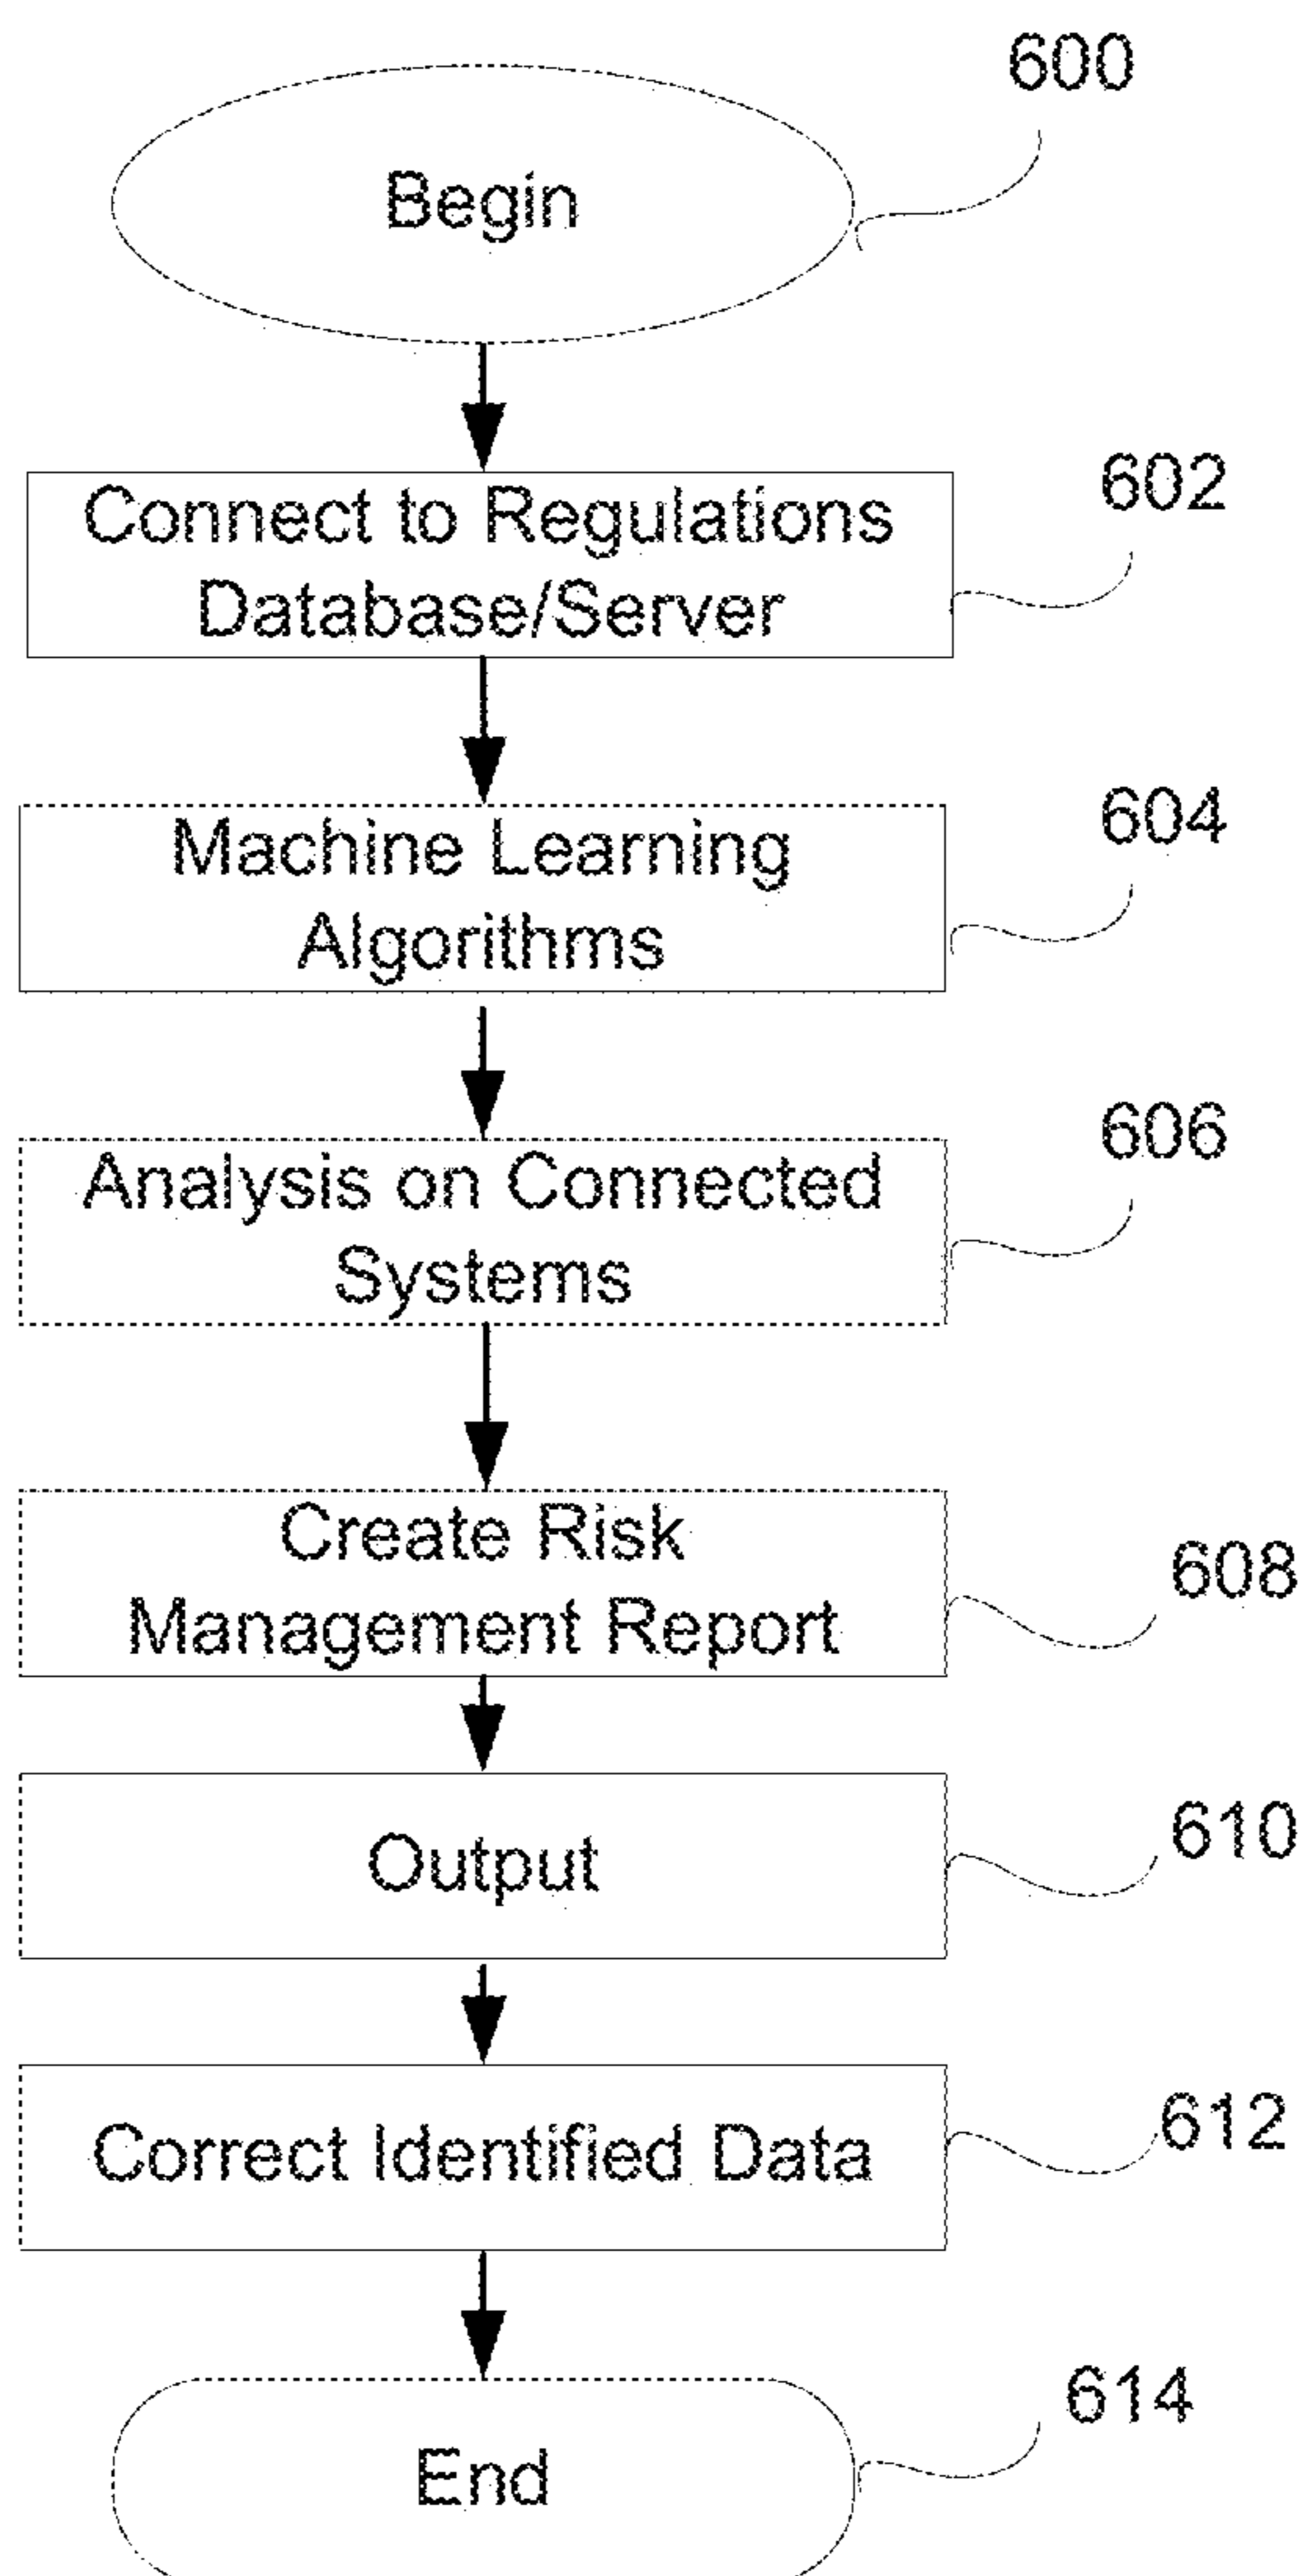 600
Begin
602
Connect to Regulations
Database/Server
604
Machine Learning
Algorithms
606
Analysis on Connected
Systems
Create Risk
608
Management Report
610
Output
612
Correct Identified Data
614
End